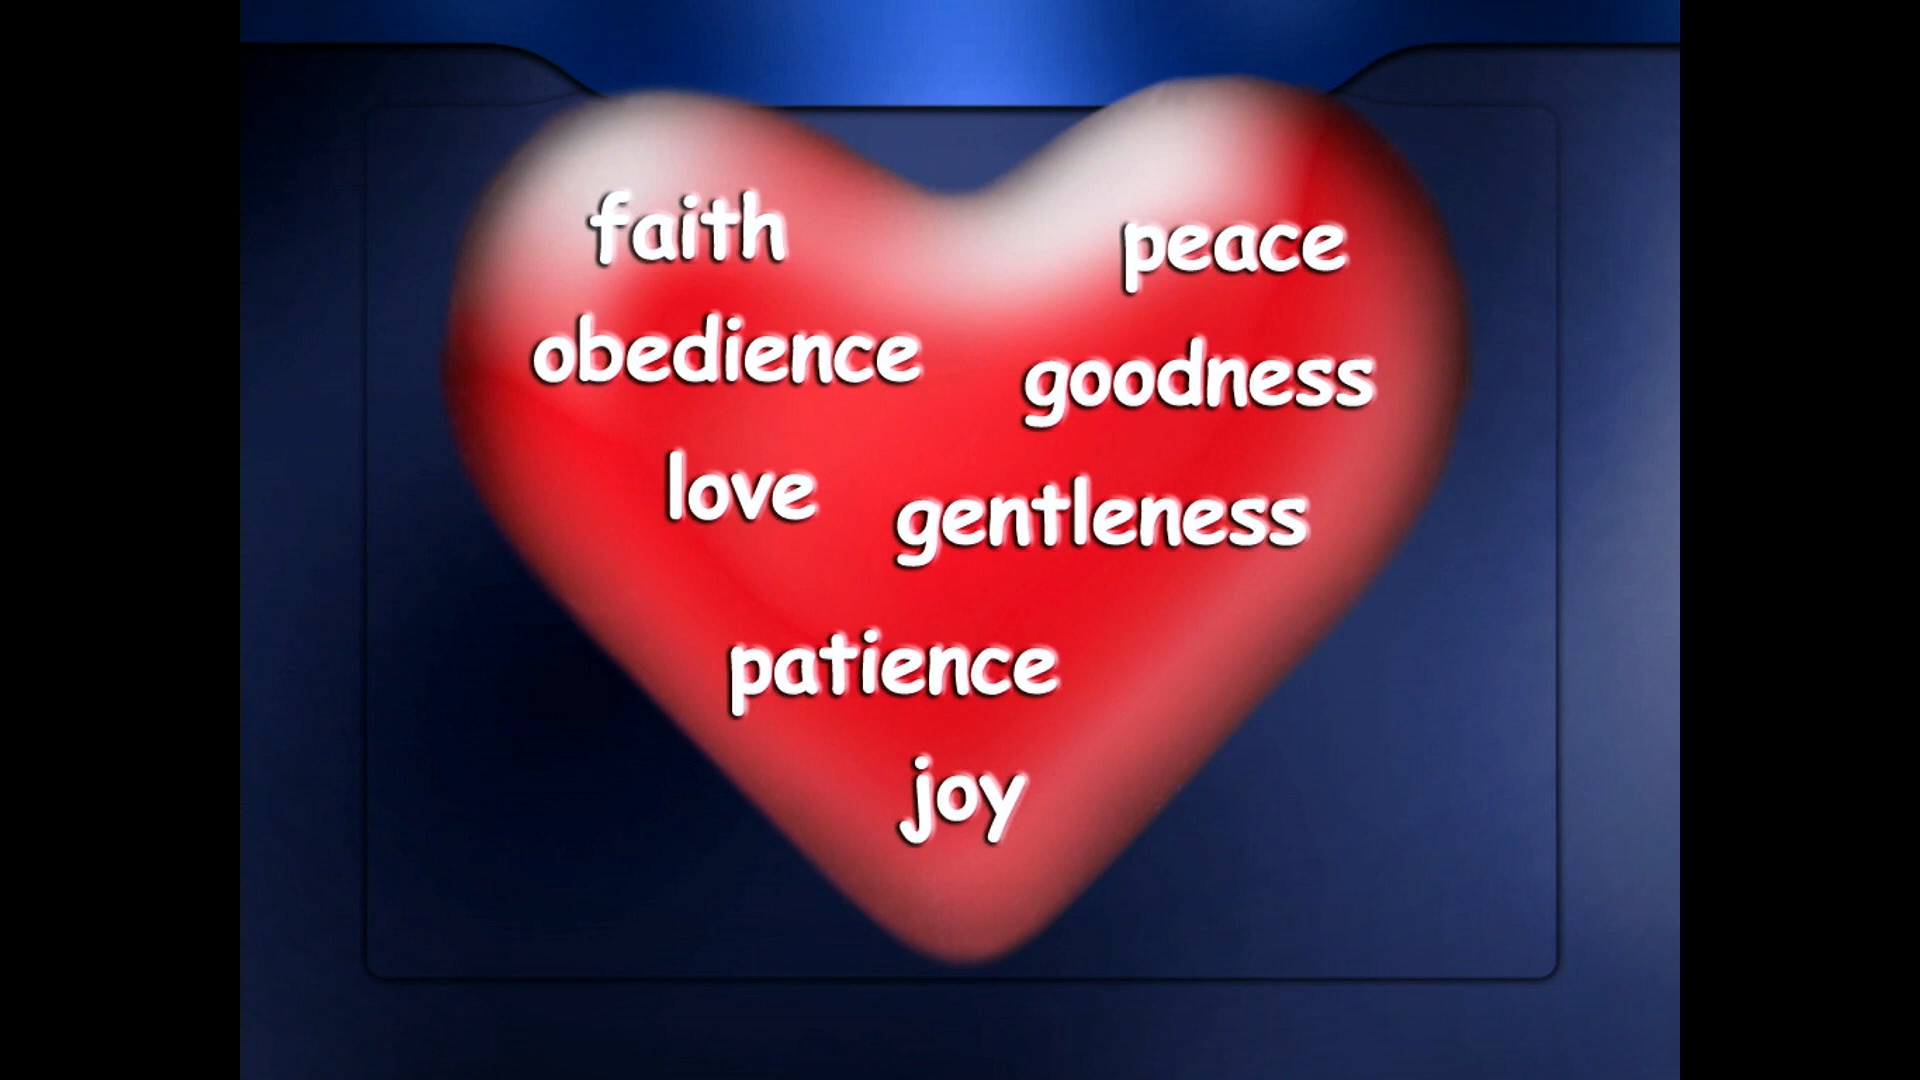 faith
peace
obedience
goodness
love
gentleness
patience
joy